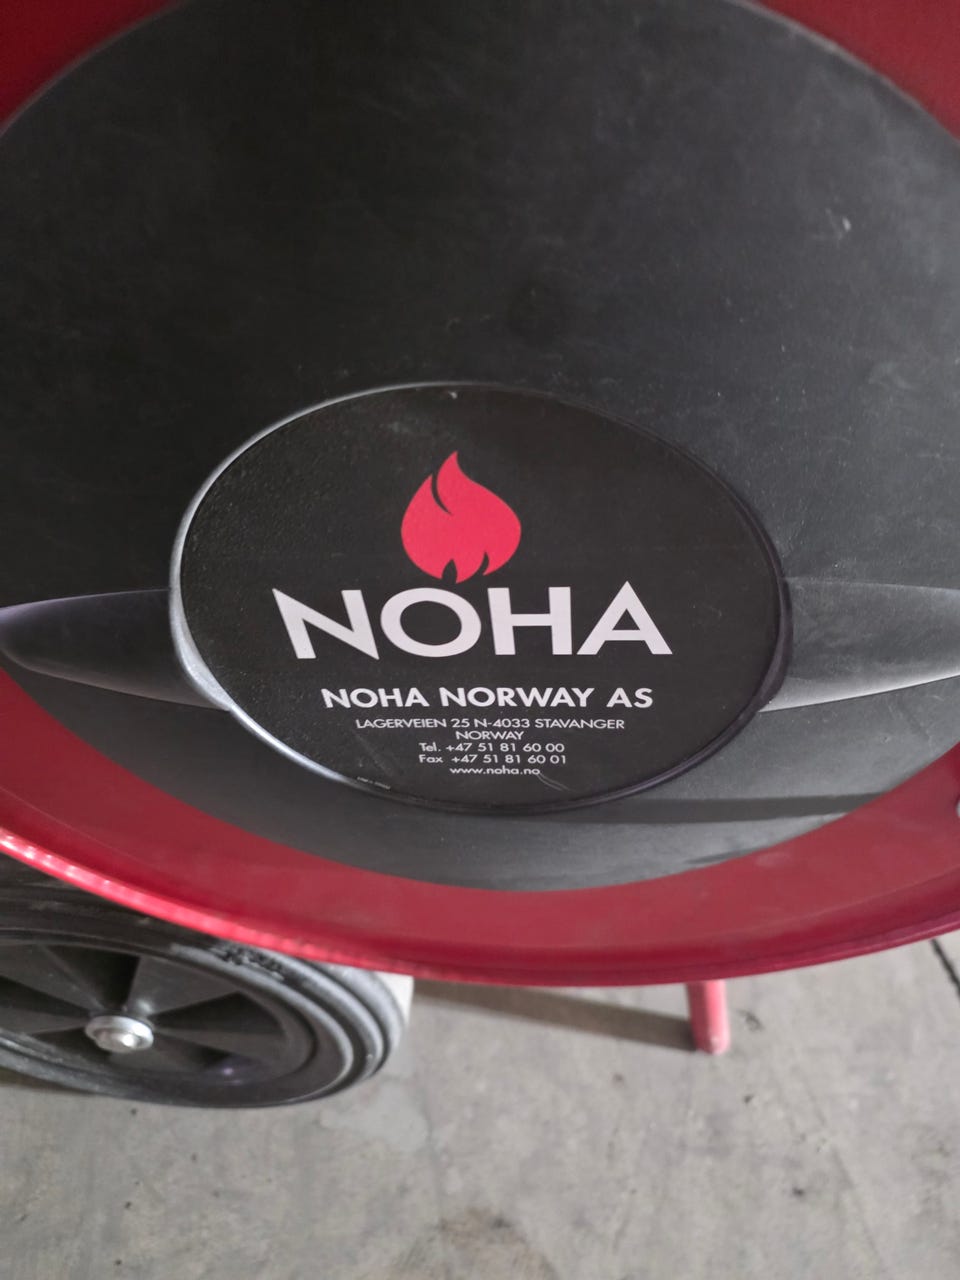 NOHA
NOHA NORWAY AS
LAGERVEIEN 25 N-4033 STAVANGER
NORWAY
Tel. +47 51 81 60 00
Fax +47 51 81 60 01
www.noha.no